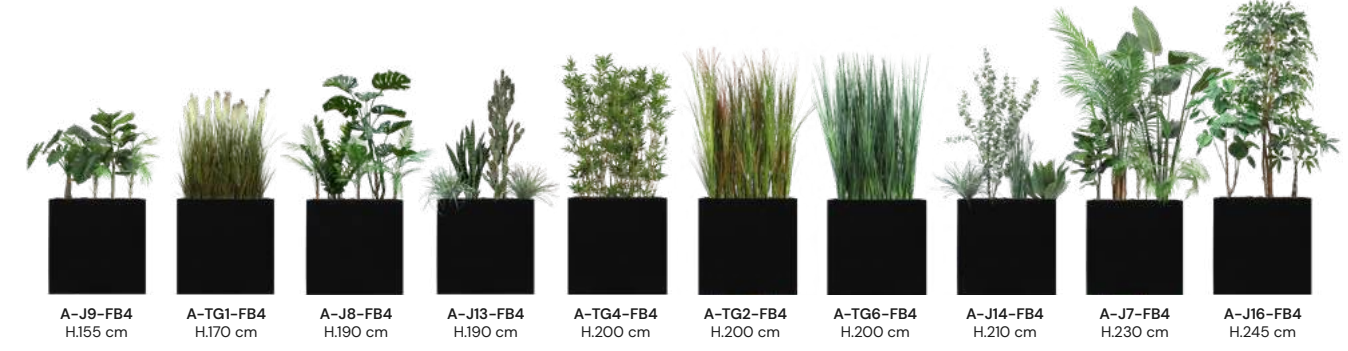 A-J9-FB4
H.155 cm
A-TG1-FB4
H.170 cm
A-J8-FB4
H.190 cm
A-J13-FB4
H.190 cm
A-TG4-FB4
H.200 cm
A-TG2-FB4
H.200 cm
A-TG6-FB4
H.200 cm
A-J14-FB4
H.210 cm
A-J7-FB4
H.230 cm
A-J16-FB4
H.245 cm